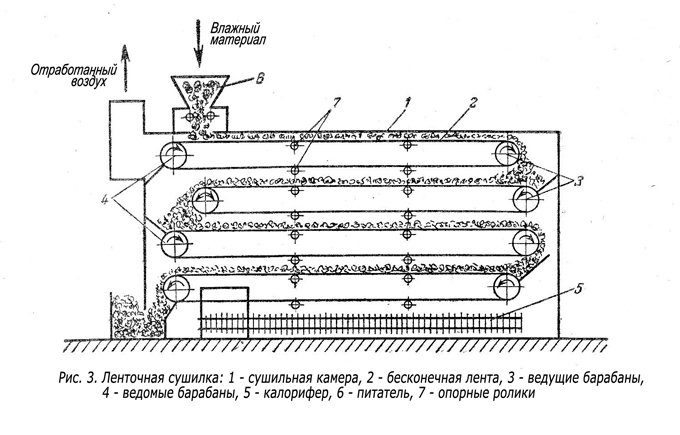 Влажный
материал
Отработанный
воздух
6
7
1
2
4
3
5
Рис. 3. Ленточная сушилка: 1 - сушильная камера, 2 - бесконечная лента, 3 - ведущие барабаны,
4 - ведомые барабаны, 5 - калорифер, 6 - питатель, 7 - опорные ролики